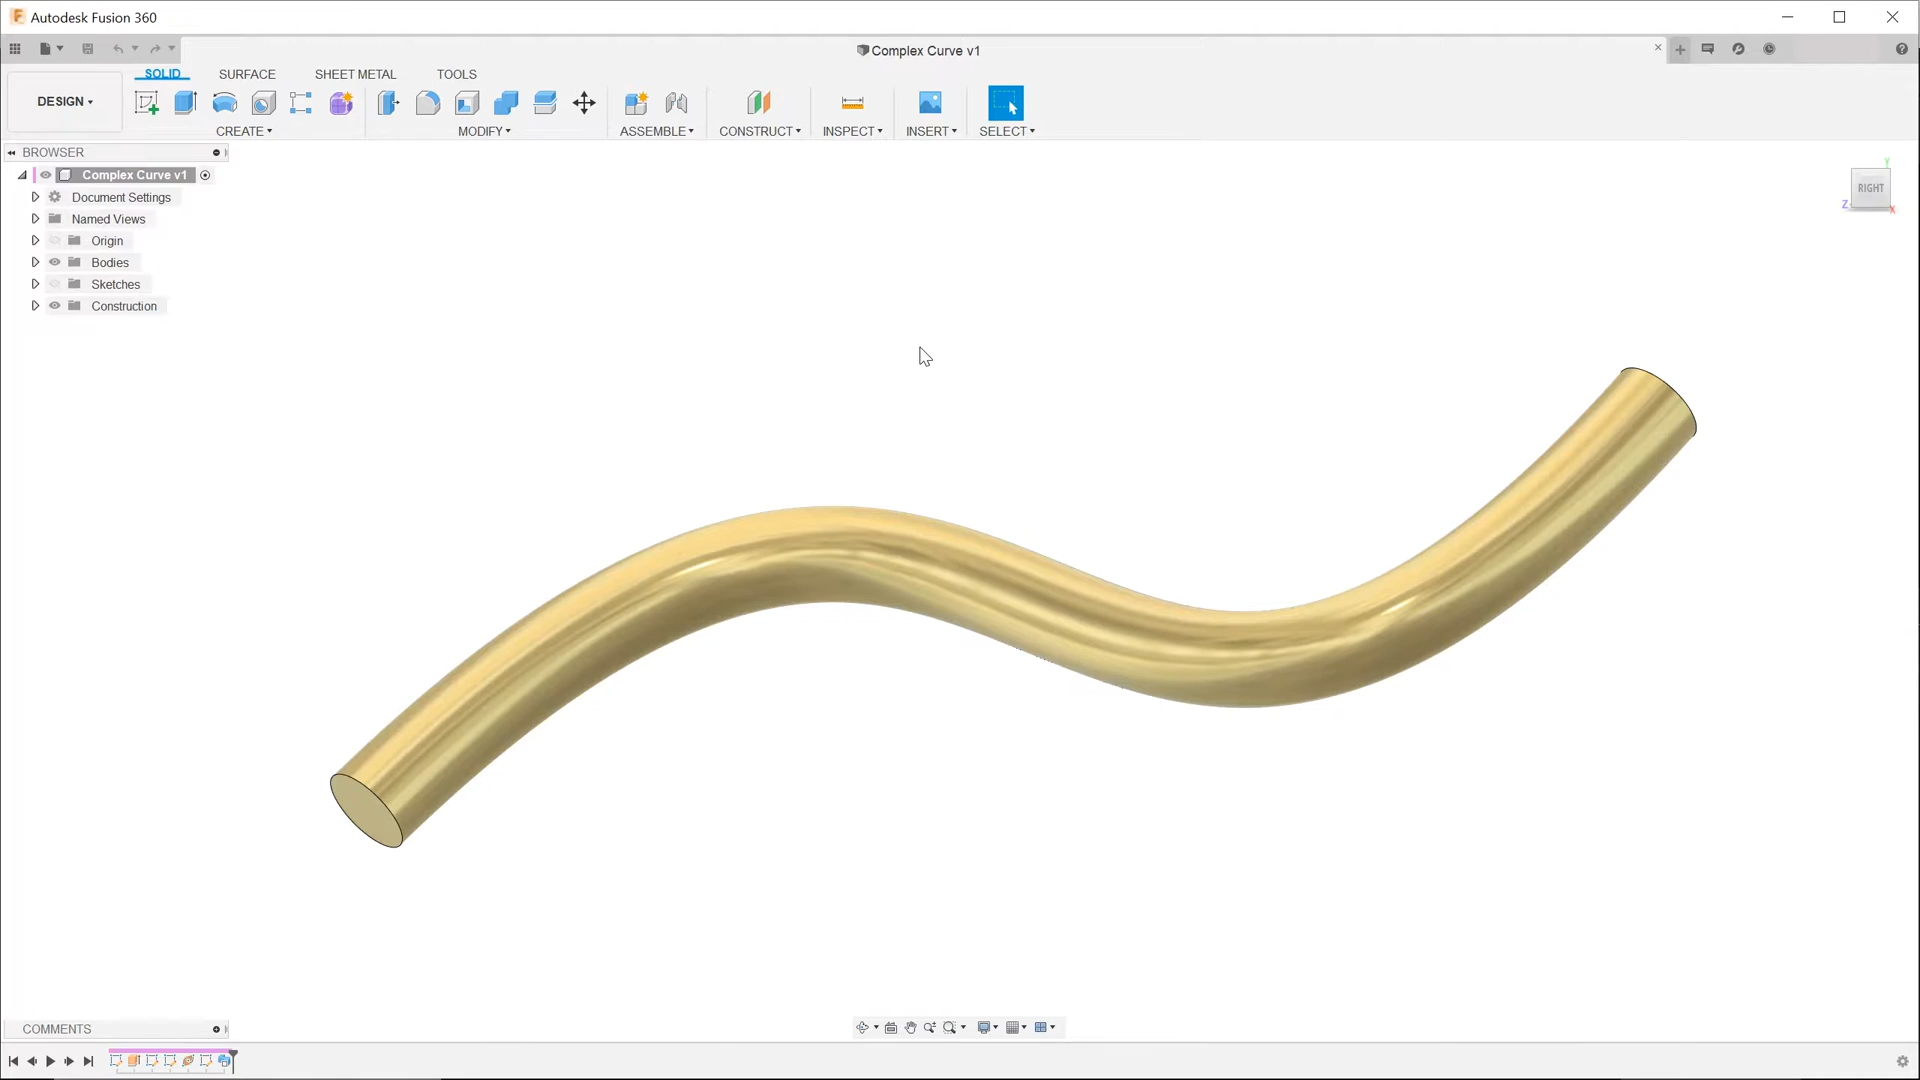 Autodesk Fusion 360
Complex Curve v1
SOLID SURFACE SHEET METAL TOOLS
DESIGN
CREATE MODIFY ASSEMBLE CONSTRUCT INSPECT INSERT SELECT
BROWSER
Complex Curve v1
Document Settings
Named Views
Origin
Bodies
Sketches
Construction
Y
RIGHT
Z
X
COMMENTS